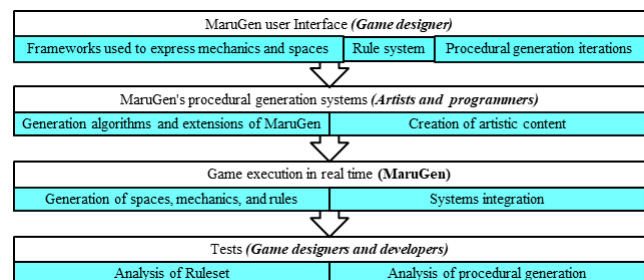 MaruGen user Interface (Game designer)
Frameworks used to express mechanics and spaces Rule system Procedural generation iterations
MaruGen's procedural generation systems (Artists and programmers)
Generation algorithms and extensions of MaruGen Creation of artistic content
Game execution in real time (MaruGen)
Generation of spaces, mechanics, and rules Systems integration
Tests (Game designers and developers)
Analysis of Ruleset Analysis of procedural generation